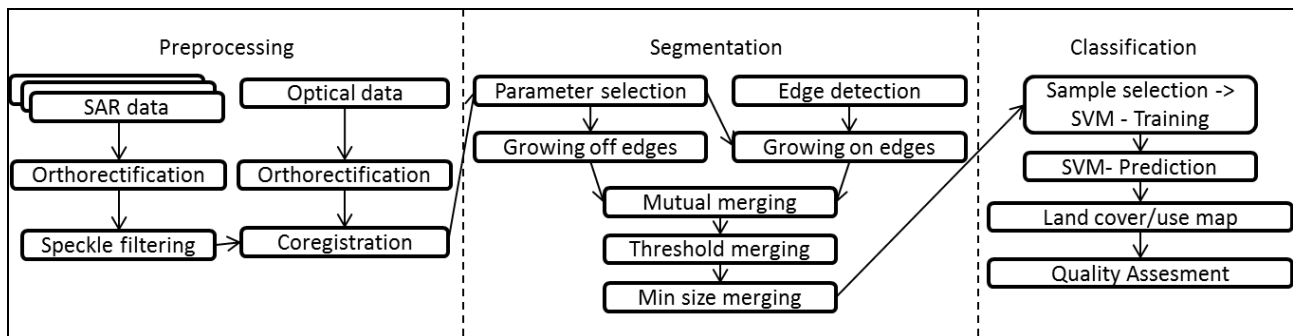 Preprocessing
SAR data
Optical data
Orthorectification
Orthorectification
Speckle filtering
Coregistration
Segmentation
Parameter selection
Edge detection
Growing off edges
Growing on edges
Mutual merging
Threshold merging
Min size merging
Classification
Sample selection ->
SVM - Training
SVM- Prediction
Land cover/use map
Quality Assesment